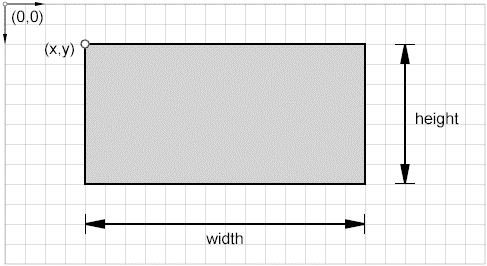 (0,0)
(x,y)
height
width